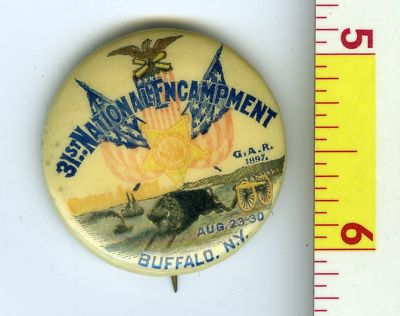 31ST NATIONAL ENCAMPMENT
G.A.R.
1897.
AUG. 23-30
BUFFALO, N.Y.
5
6